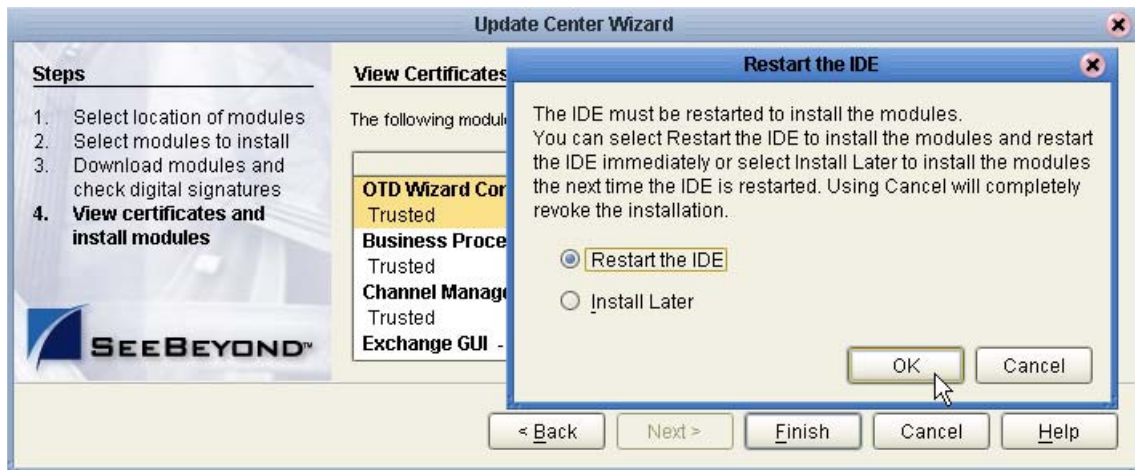 Update Center Wizard
Steps
1. Select location of modules
2. Select modules to install
3. Download modules and
check digital signatures
4. View certificates and
install modules
SEEBEYOND™
View Certificates
The following
OTD Wizard
Trusted
Business
Trusted
Channel
Trusted
Exchange GUI -
Restart the IDE
The IDE must be restarted to install the modules.
You can select Restart the IDE to install the modules and restart
the IDE immediately or select Install Later to install the modules
the next time the IDE is restarted. Using Cancel will completely
revoke the installation.
Restart the IDE
Install Later
OK
Cancel
< Back
Next >
Finish
Cancel
Help